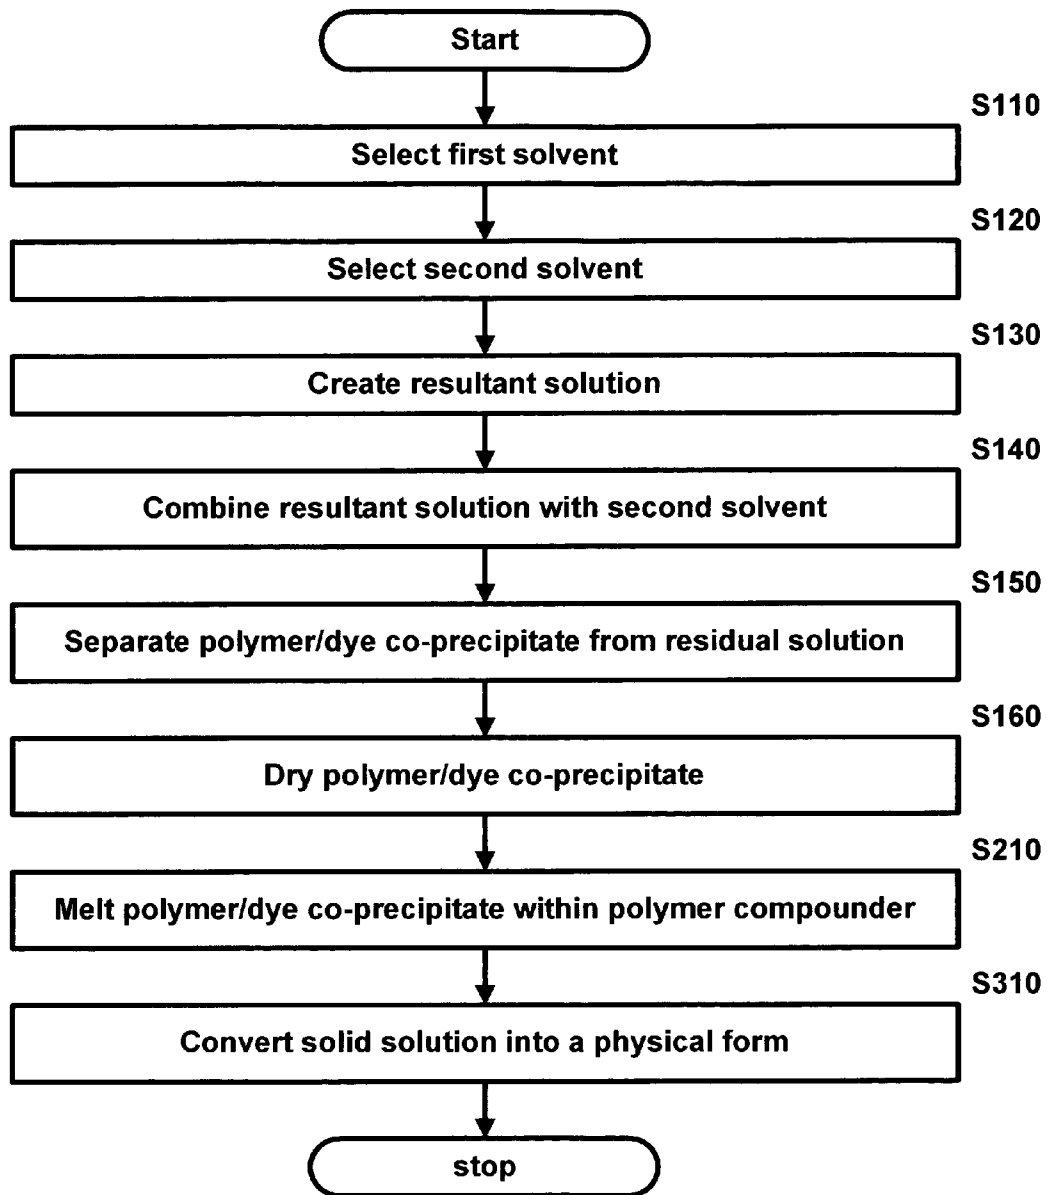 Start
S110
Select first solvent
S120
Select second solvent
S130
Create resultant solution
S140
Combine resultant solution with second solvent
S150
Separate polymer/dye co-precipitate from residual solution
S160
Dry polymer/dye co-precipitate
S210
Melt polymer/dye co-precipitate within polymer compounder
S310
Convert solid solution into a physical form
stop